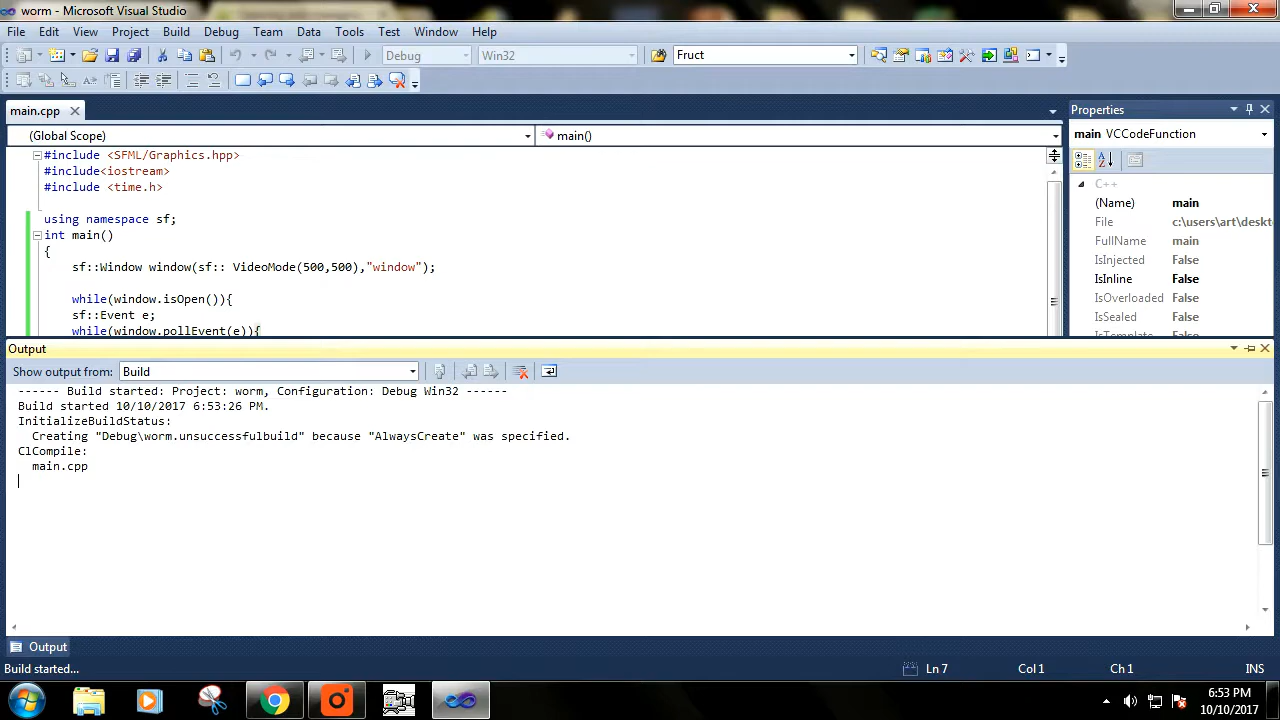 worm - Microsoft Visual Studio
File Edit View Project Build Debug Team Data Tools Test Window Help
Debug Win32 Fruct
main.cpp
(Global Scope) main()
#include <SFML/Graphics.hpp>
#include<iostream>
#include <time.h>
using namespace sf;
int main()
{
sf::Window window(sf:: VideoMode(500,500),"window");
while(window.isOpen()){
sf::Event e;
while(window.pollEvent(e)){
Properties
main VCCodeFunction
C++
(Name) main
File c:\users\art\deskt
FullName main
IsInjected False
IsInline False
IsOverloaded False
IsSealed False
IsTemplate False
Output
Show output from: Build
------ Build started: Project: worm, Configuration: Debug Win32 ------
Build started 10/10/2017 6:53:26 PM.
InitializeBuildStatus:
Creating "Debug\worm.unsuccessfulbuild" because "AlwaysCreate" was specified.
ClCompile:
main.cpp
Output
Build started... Ln 7 Col 1 Ch 1 INS
6:53 PM
10/10/2017